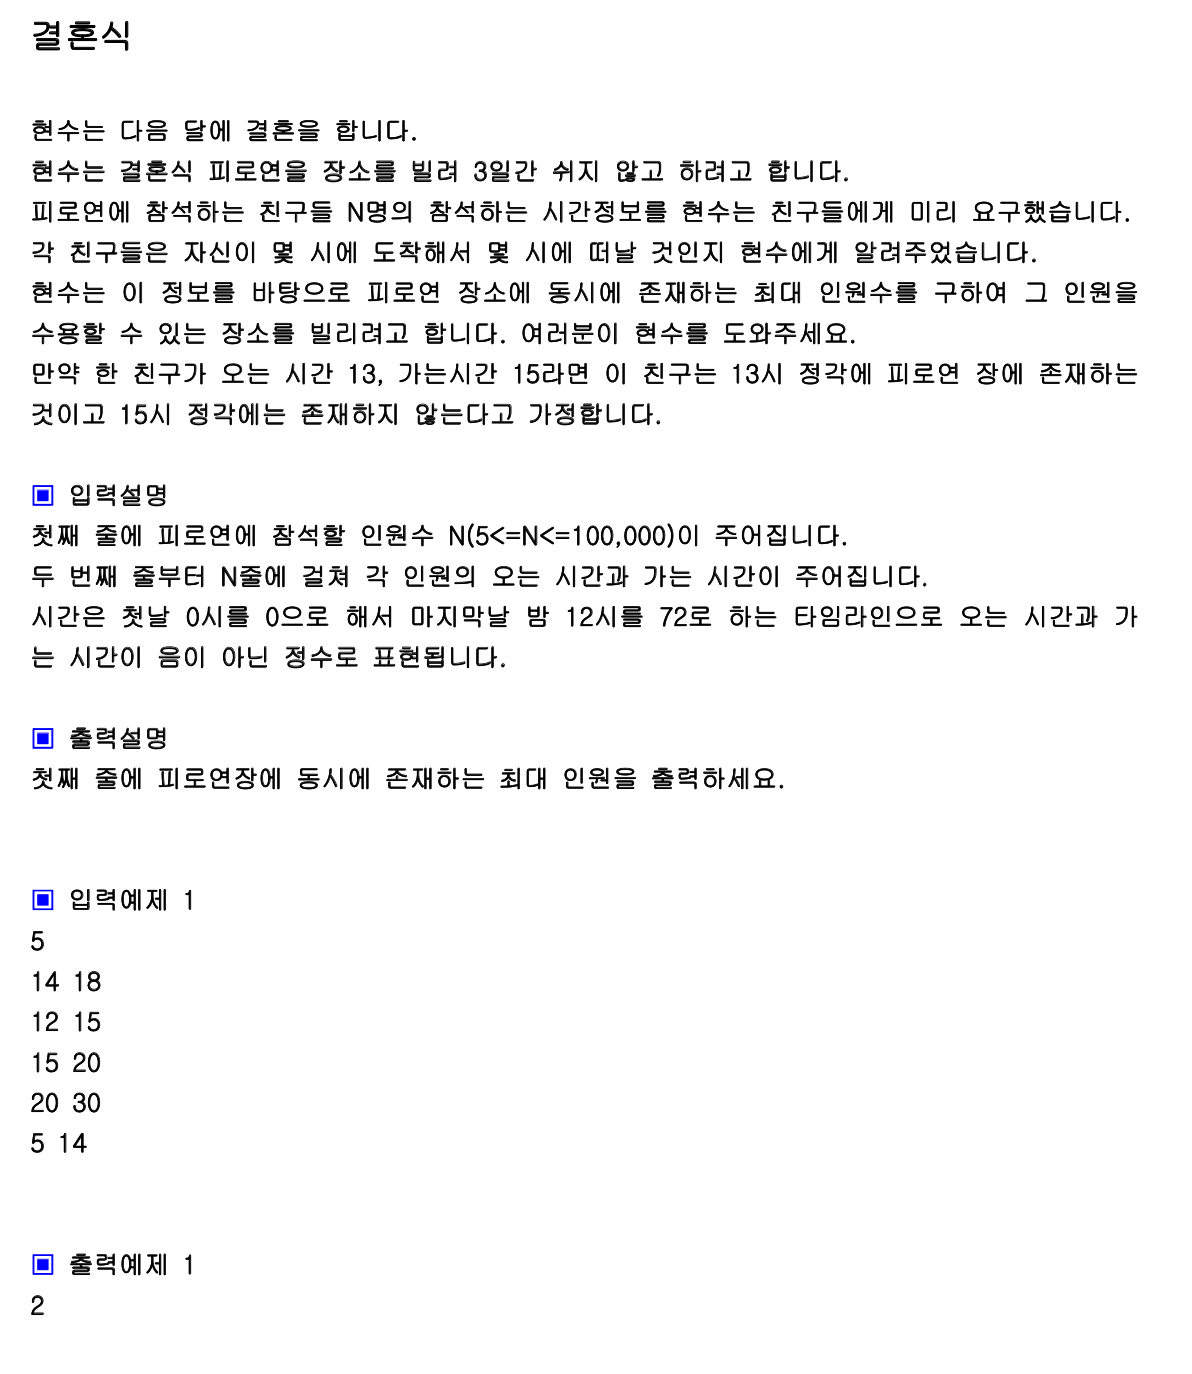 결혼식
현수는 다음 달에 결혼을 합니다.
현수는 결혼식 피로연을 장소를 빌려 3일간 쉬지 않고 하려고 합니다.
피로연에 참석하는 친구들 N명의 참석하는 시간정보를 현수는 친구들에게 미리 요구했습니다.
각 친구들은 자신이 몇 시에 도착해서 몇 시에 떠날 것인지 현수에게 알려주었습니다.
현수는 이 정보를 바탕으로 피로연 장소에 동시에 존재하는 최대 인원수를 구하여 그 인원을
수용할 수 있는 장소를 빌리려고 합니다. 여러분이 현수를 도와주세요.
만약 한 친구가 오는 시간 13, 가는시간 15라면 이 친구는 13시 정각에 피로연 장에 존재하는
것이고 15시 정각에는 존재하지 않는다고 가정합니다.
▣ 입력설명
첫째 줄에 피로연에 참석할 인원수 N(5<=N<=100,000)이 주어집니다.
두 번째 줄부터 N줄에 걸쳐 각 인원의 오는 시간과 가는 시간이 주어집니다.
시간은 첫날 0시를 0으로 해서 마지막날 밤 12시를 72로 하는 타임라인으로 오는 시간과 가
는 시간이 음이 아닌 정수로 표현됩니다.
▣ 출력설명
첫째 줄에 피로연장에 동시에 존재하는 최대 인원을 출력하세요.
▣ 입력예제 1
5
14 18
12 15
15 20
20 30
5 14
▣ 출력예제 1
2